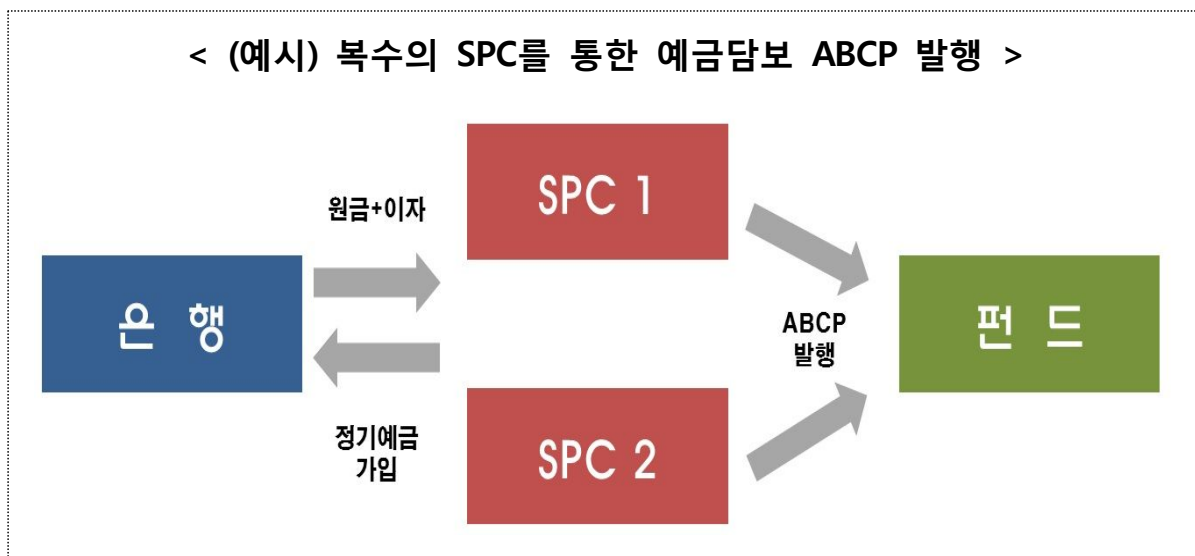 < (예시) 복수의 SPC를 통한 예금담보 ABCP 발행 >
SPC 1
원금+이자
은 행
정기예금
가입
SPC 2
ABCP
발행
펀 드